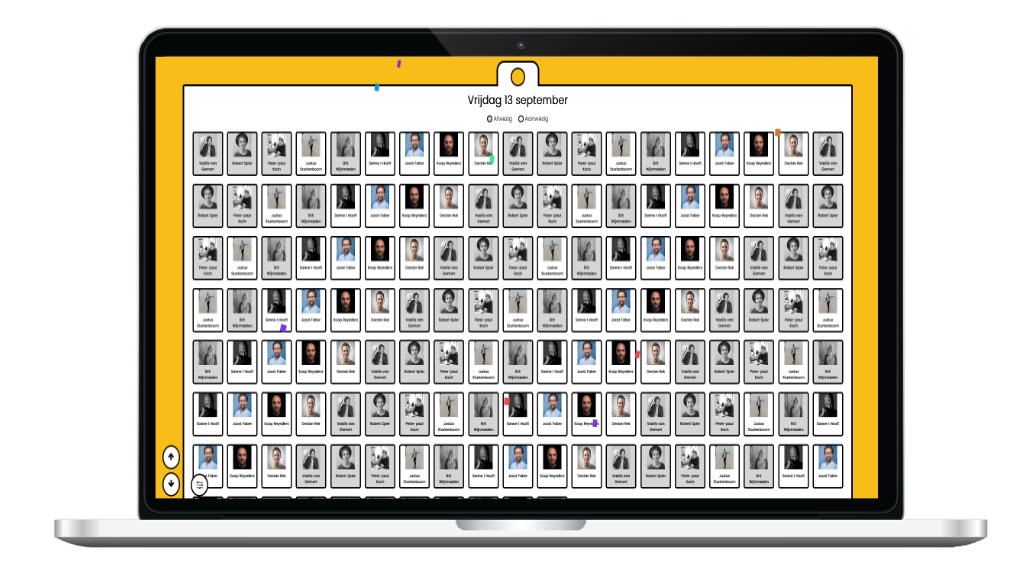 Vrijdag 13 september
Afwezig Aanwezig
Vasilis van Robert Spier Peter-paul Justus Brit Sanne t Hooft Joost Faber Koop Reynders Declan Rek Vasilis van Robert Spier Peter-paul Justus Brit Sanne t Hooft Joost Faber Koop Reynders Declan Rek Vasilis van
Gemert Koch Sturkenboom Wijnmaalen Gemert Koch Sturkenboom Wijnmaalen Gemert
Robert Spier Peter-paul Justus Brit Sanne t Hooft Joost Faber Koop Reynders Declan Rek Vasilis van Robert Spier Peter-paul Justus Brit Sanne t Hooft Joost Faber Koop Reynders Declan Rek Vasilis van Robert Spier
Koch Sturkenboom Wijnmaalen Gemert Koch Sturkenboom Wijnmaalen Gemert
Peter-paul Justus Brit Sanne t Hooft Joost Faber Koop Reynders Declan Rek Vasilis van Robert Spier Peter-paul Justus Brit Sanne t Hooft Joost Faber Koop Reynders Declan Rek Vasilis van Robert Spier Peter-paul
Koch Sturkenboom Wijnmaalen Gemert Koch Sturkenboom Wijnmaalen Gemert Koch
Justus Brit Sanne t Hooft Joost Faber Koop Reynders Declan Rek Vasilis van Robert Spier Peter-paul Justus Brit Sanne t Hooft Joost Faber Koop Reynders Declan Rek Vasilis van Robert Spier Peter-paul Justus
Sturkenboom Wijnmaalen Gemert Koch Sturkenboom Wijnmaalen Gemert Koch Sturkenboom
Brit Sanne t Hooft Joost Faber Koop Reynders Declan Rek Vasilis van Robert Spier Peter-paul Justus Brit Sanne t Hooft Joost Faber Koop Reynders Declan Rek Vasilis van Robert Spier Peter-paul Justus Brit
Wijnmaalen Gemert Koch Sturkenboom Wijnmaalen Gemert Koch Sturkenboom Wijnmaalen
Sanne t Hooft Joost Faber Koop Reynders Declan Rek Vasilis van Robert Spier Peter-paul Justus Brit Sanne t Hooft Joost Faber Koop Reynders Declan Rek Vasilis van Robert Spier Peter-paul Justus Brit Sanne t Hooft
Gemert Koch Sturkenboom Wijnmaalen Gemert Koch Sturkenboom Wijnmaalen
Faber Koop Reynders Declan Rek Vasilis van Robert Spier Peter-paul Justus Brit Sanne t Hooft Joost Faber Koop Reynders Declan Rek Vasilis van Robert Spier Peter-paul Justus Brit Sanne t Hooft Joost Faber
Gemert Koch Sturkenboom Wijnmaalen Gemert Koch Sturkenboom Wijnmaalen